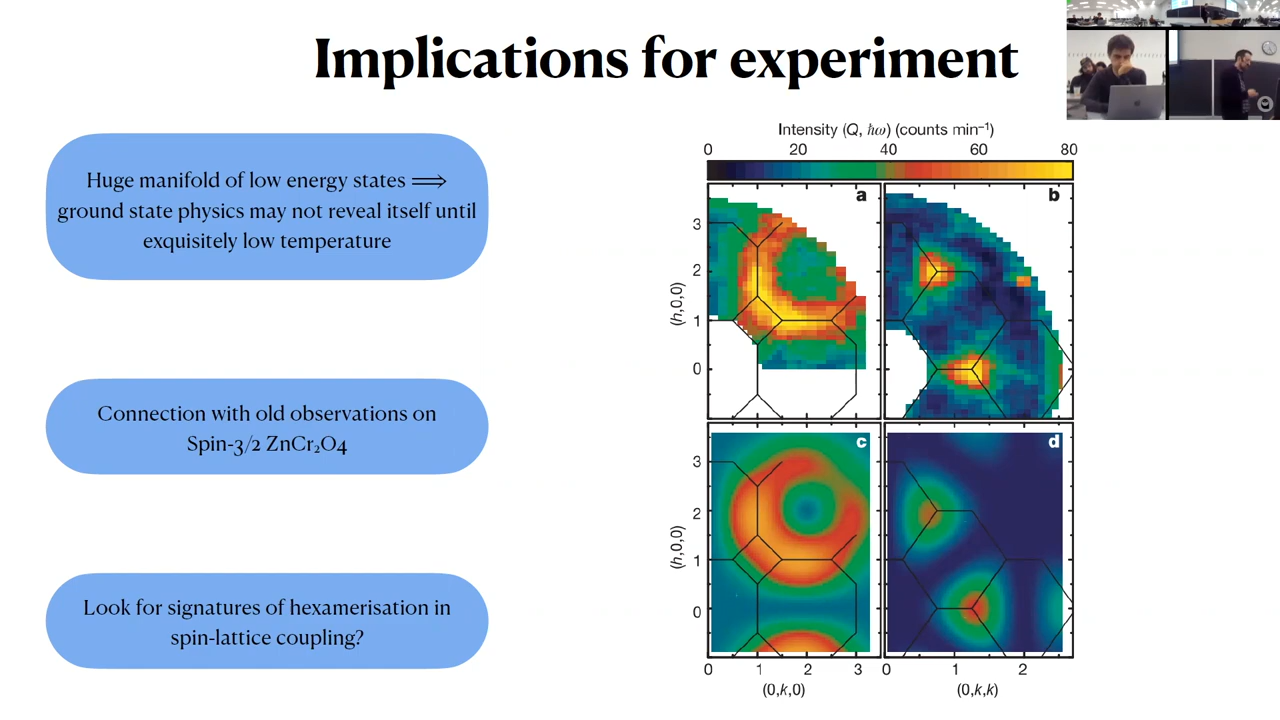 Implications for experiment
Huge manifold of low energy states ⟹
ground state physics may not reveal itself until
exquisitely low temperature
Connection with old observations on
Spin-3/2 ZnCr₂O4
Look for signatures of hexamerisation in
spin-lattice coupling?
Intensity (Q, ħω) (counts min⁻¹)
0 20 40 60 80
a b
3
2
1
0
(h,0,0)
c d
3
2
1
0
(h,0,0)
0 1 2 3 0 1 2
(0,k,0) (0,k,k)